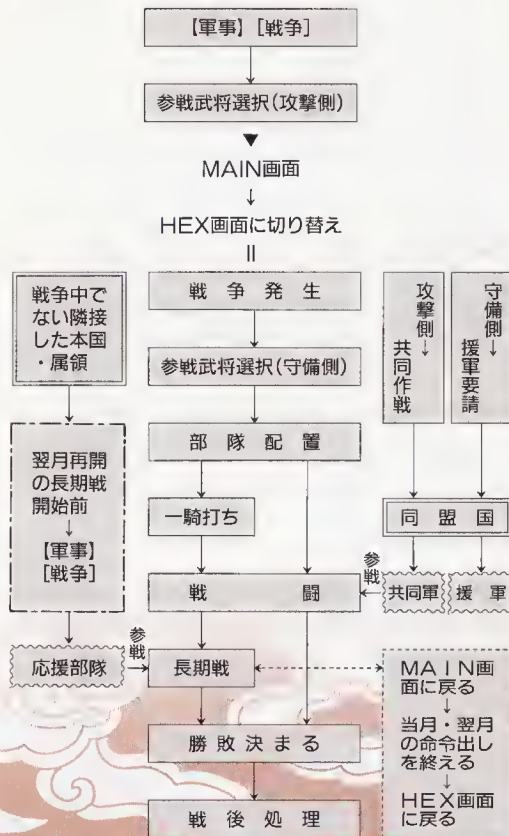 【軍事】［戦争］
↓
参戦武将選択（攻撃側）
▼
MAIN画面
↓
HEX画面に切り替え
||
戦争中で
ない隣接
した本国
・属領
翌月再開
の長期戦
開始前
↓
【軍事】
［戦争］
応援部隊
参戦
戦争発生
参戦武将選択（守備側）
部隊配置
一騎打ち
戦闘
長期戦
勝敗決まる
戦後処理
攻撃側→
共同作戦
守備側→
援軍要請
同盟国
共同軍
援軍
参戦
MAIN画
面に戻る
↓
当月・翌月
の命令出し
を終える
↓
HEX画面
に戻る